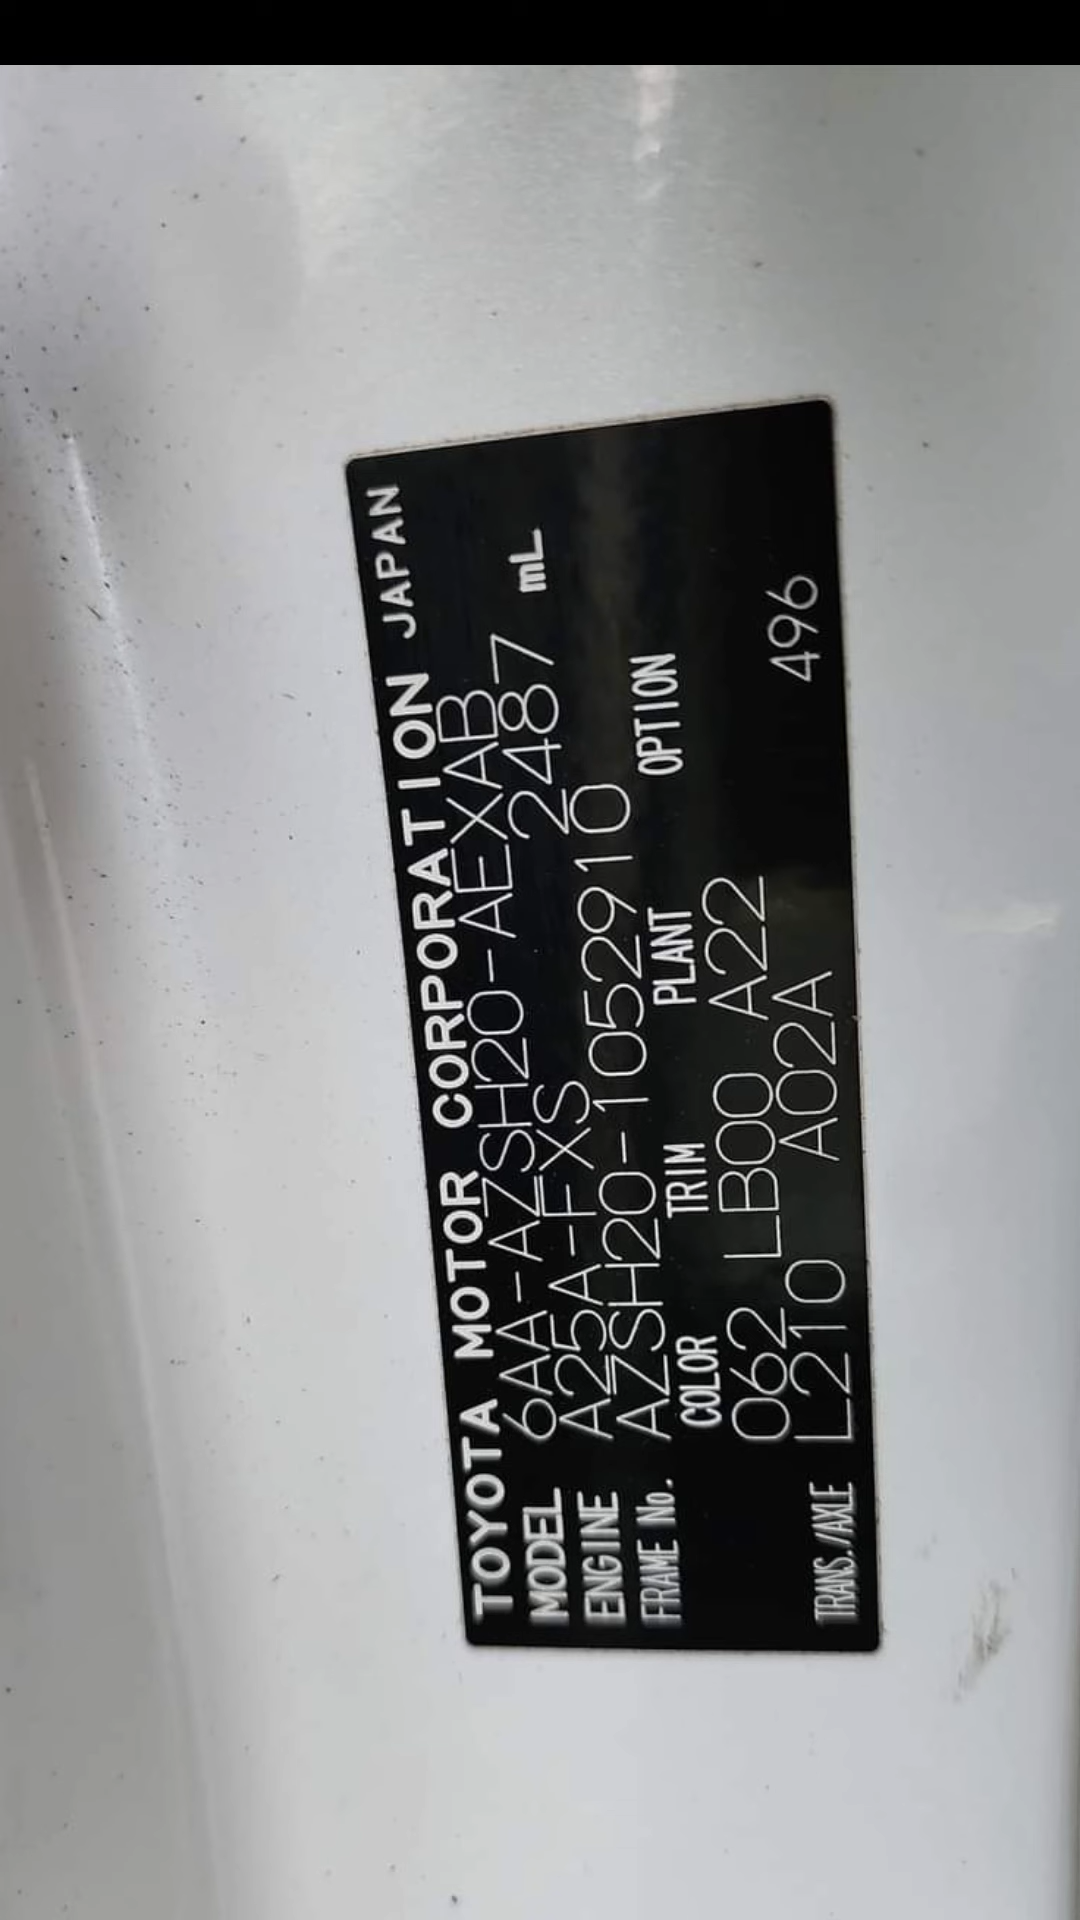 TOYOTA MOTOR CORPORATION JAPAN
MODEL 6AA-AZSH20-AEXAB
ENGINE A25A-FXS 2487 mL
FRAME No. AZSH20-1052910
COLOR TRIM PLANT OPTION
062 LB00 A22
TRANS./AXLE L210 A02A 496